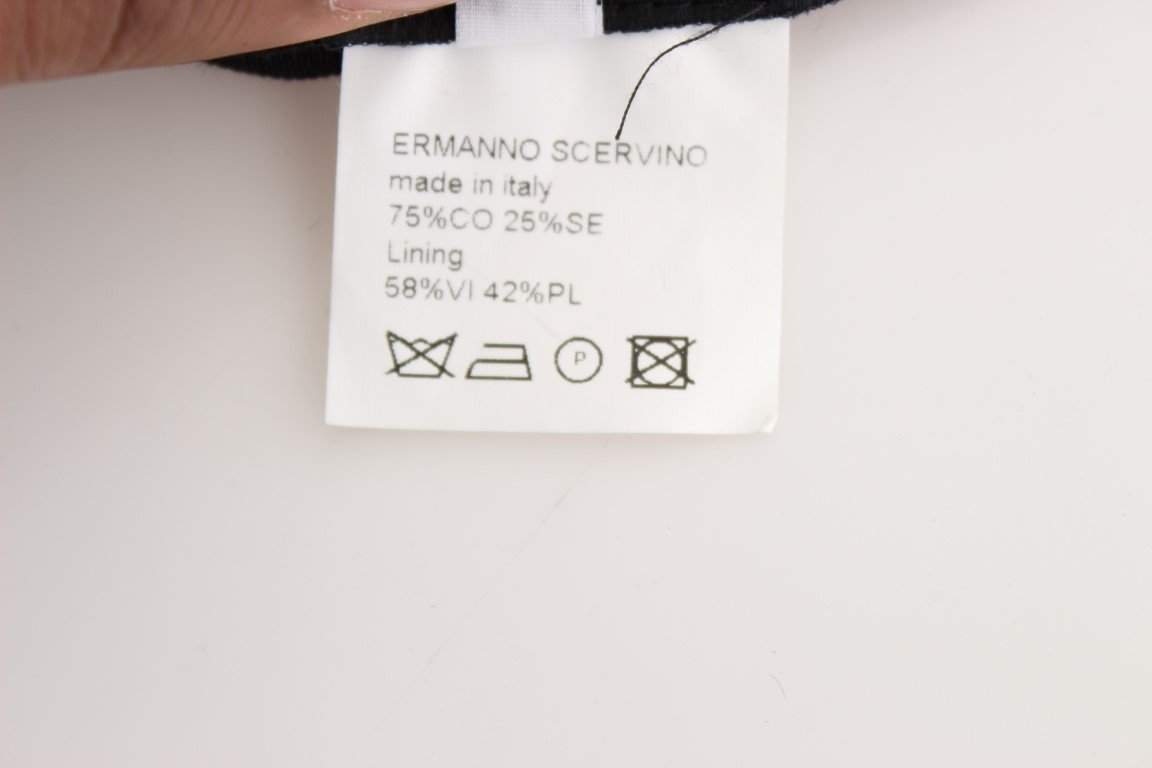 ERMANNO SCERVINO
made in italy
75%CO 25%SE
Lining
58%VI 42%PL
P